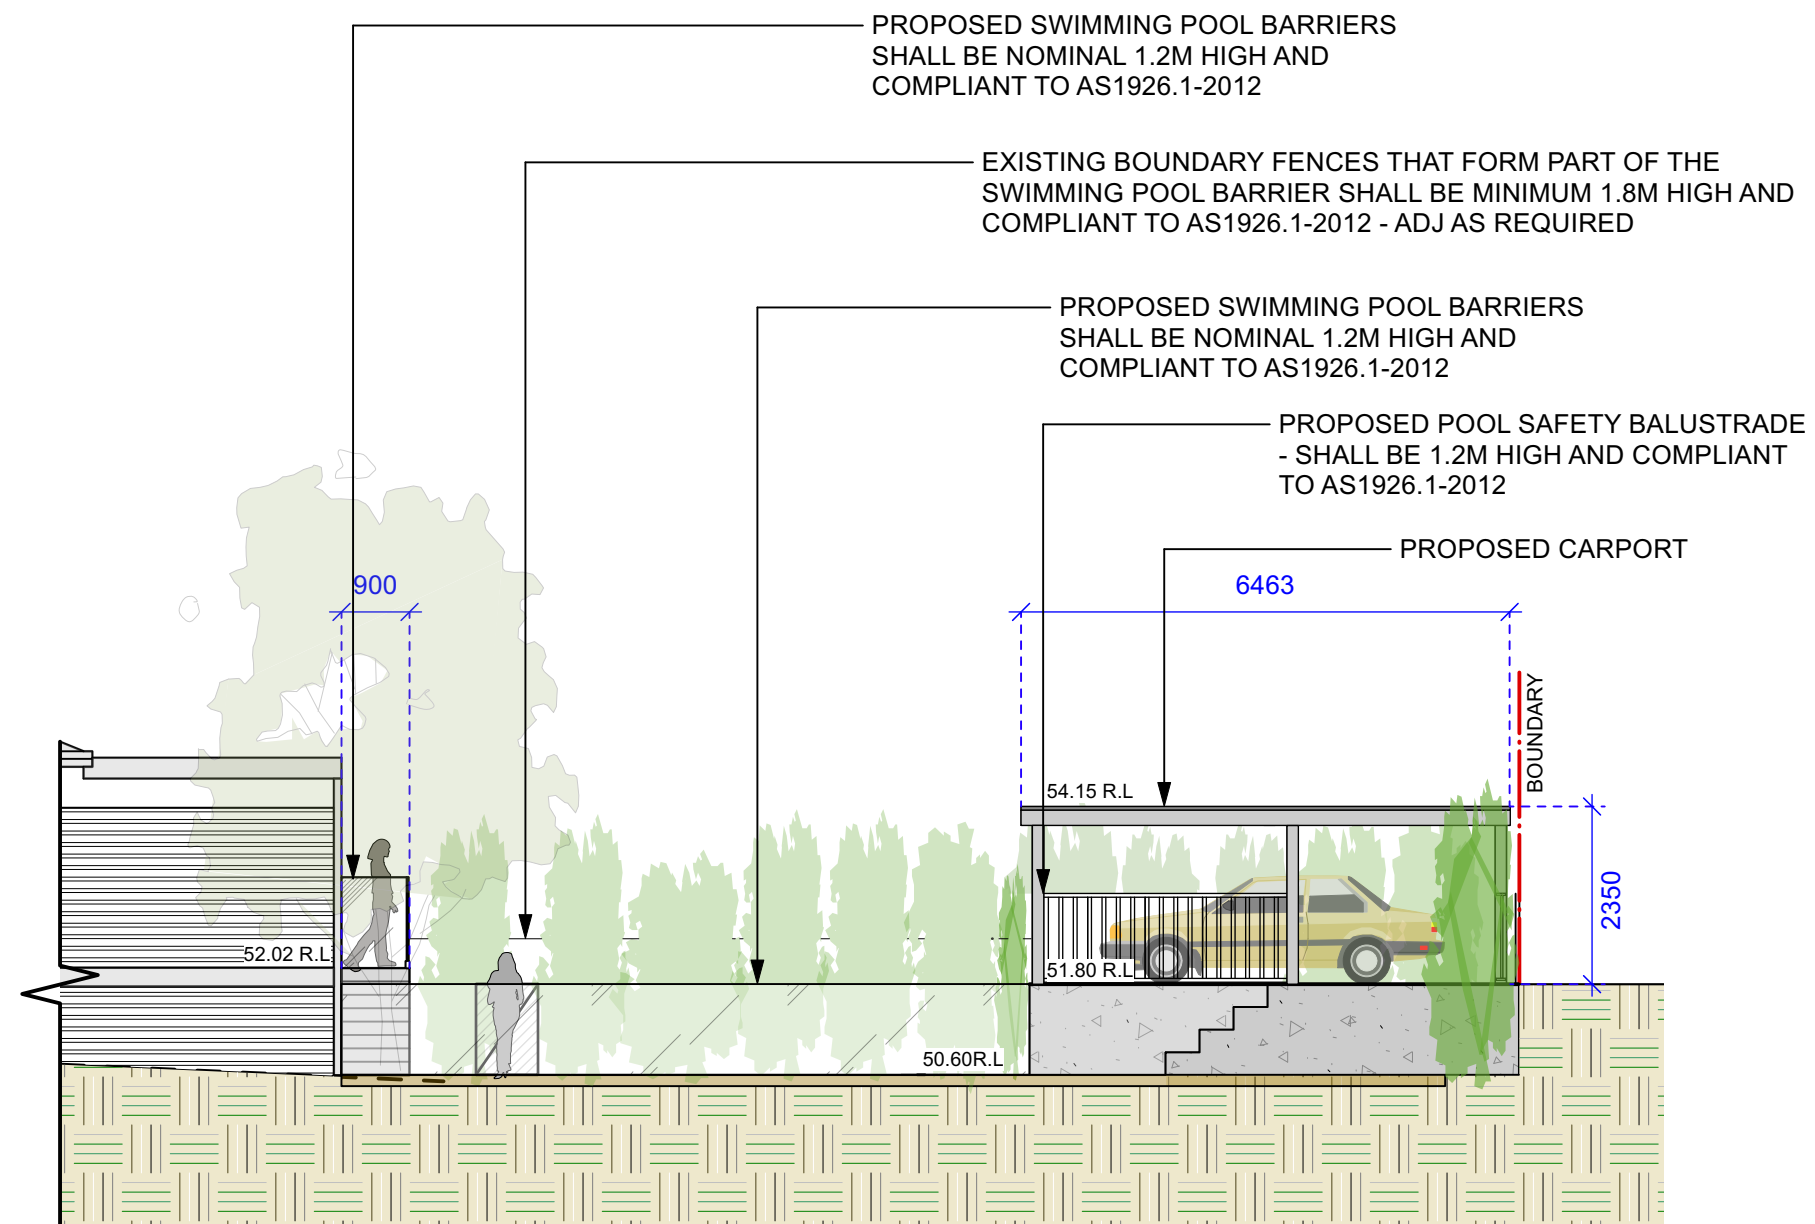 PROPOSED SWIMMING POOL BARRIERS
SHALL BE NOMINAL 1.2M HIGH AND
COMPLIANT TO AS1926.1-2012
EXISTING BOUNDARY FENCES THAT FORM PART OF THE
SWIMMING POOL BARRIER SHALL BE MINIMUM 1.8M HIGH AND
COMPLIANT TO AS1926.1-2012 - ADJ AS REQUIRED
PROPOSED SWIMMING POOL BARRIERS
SHALL BE NOMINAL 1.2M HIGH AND
COMPLIANT TO AS1926.1-2012
PROPOSED POOL SAFETY BALUSTRADE
- SHALL BE 1.2M HIGH AND COMPLIANT
TO AS1926.1-2012
PROPOSED CARPORT
900
6463
BOUNDARY
54.15 R.L
2350
52.02 R.L
51.80 R.L
50.60R.L